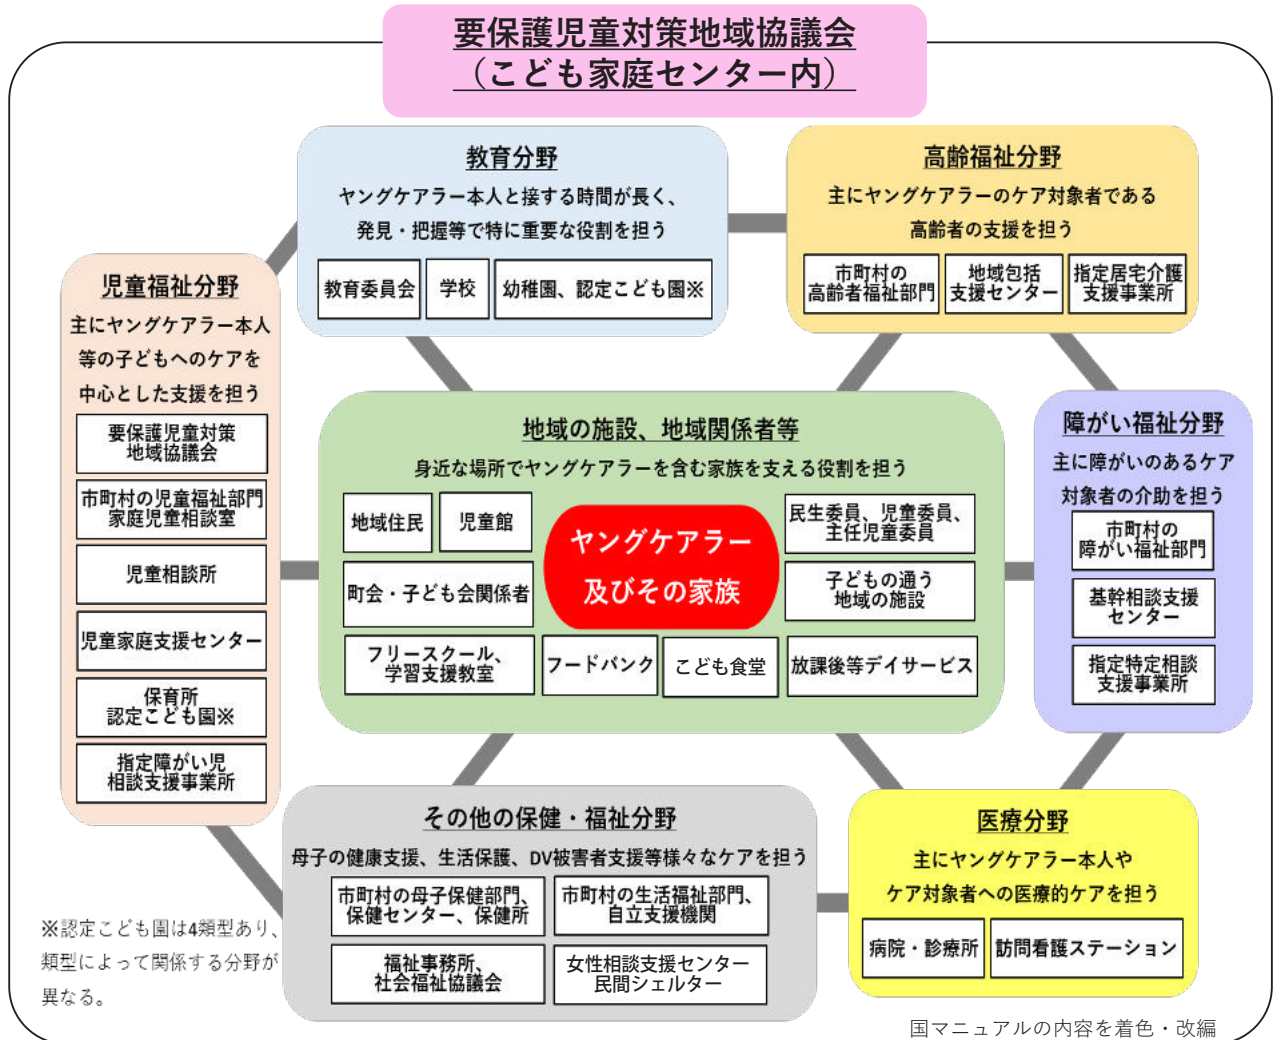 要保護児童対策地域協議会
（こども家庭センター内）
教育分野
ヤングケアラー本人と接する時間が長く、
発見・把握等で特に重要な役割を担う
教育委員会
学校
幼稚園、認定こども園※
高齢福祉分野
主にヤングケアラーのケア対象者である
高齢者の支援を担う
市町村の
高齢者福祉部門
地域包括
支援センター
指定居宅介護
支援事業所
児童福祉分野
主にヤングケアラー本人
等の子どもへのケアを
中心とした支援を担う
要保護児童対策
地域協議会
市町村の児童福祉部門
家庭児童相談室
児童相談所
児童家庭支援センター
保育所
認定こども園※
指定障がい児
相談支援事業所
地域の施設、地域関係者等
身近な場所でヤングケアラーを含む家族を支える役割を担う
地域住民
児童館
ヤングケアラー
及びその家族
民生委員、児童委員、
主任児童委員
町会・子ども会関係者
子どもの通う
地域の施設
フリースクール、
学習支援教室
フードバンク
こども食堂
放課後等デイサービス
障がい福祉分野
主に障がいのあるケア
対象者の介助を担う
市町村の
障がい福祉部門
基幹相談支援
センター
指定特定相談
支援事業所
その他の保健・福祉分野
母子の健康支援、生活保護、DV被害者支援等様々なケアを担う
市町村の母子保健部門、
保健センター、保健所
市町村の生活福祉部門、
自立支援機関
福祉事務所、
社会福祉協議会
女性相談支援センター
民間シェルター
医療分野
主にヤングケアラー本人や
ケア対象者への医療的ケアを担う
病院・診療所
訪問看護ステーション
※認定こども園は4類型あり、
類型によって関係する分野が
異なる。
国マニュアルの内容を着色・改編